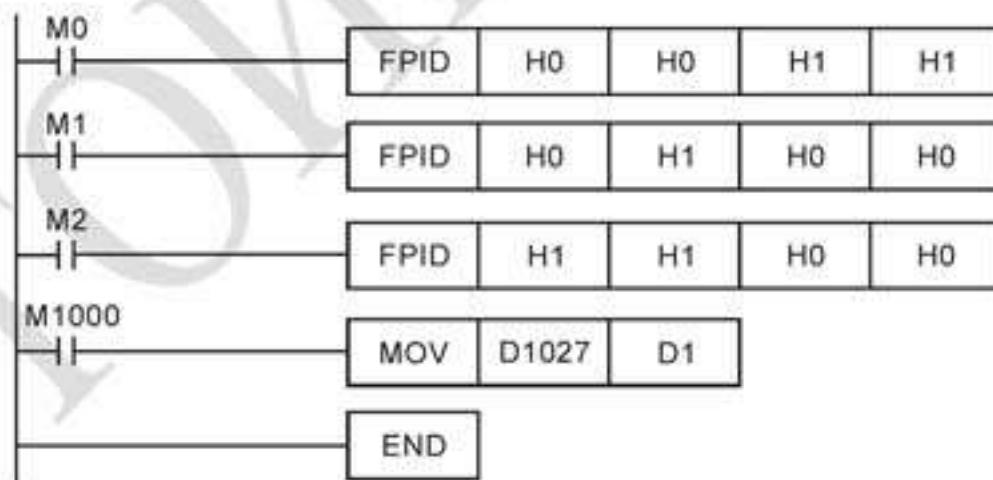 M0
FPID H0 H0 H1 H1
M1
FPID H0 H1 H0 H0
M2
FPID H1 H1 H0 H0
M1000
MOV D1027 D1
END